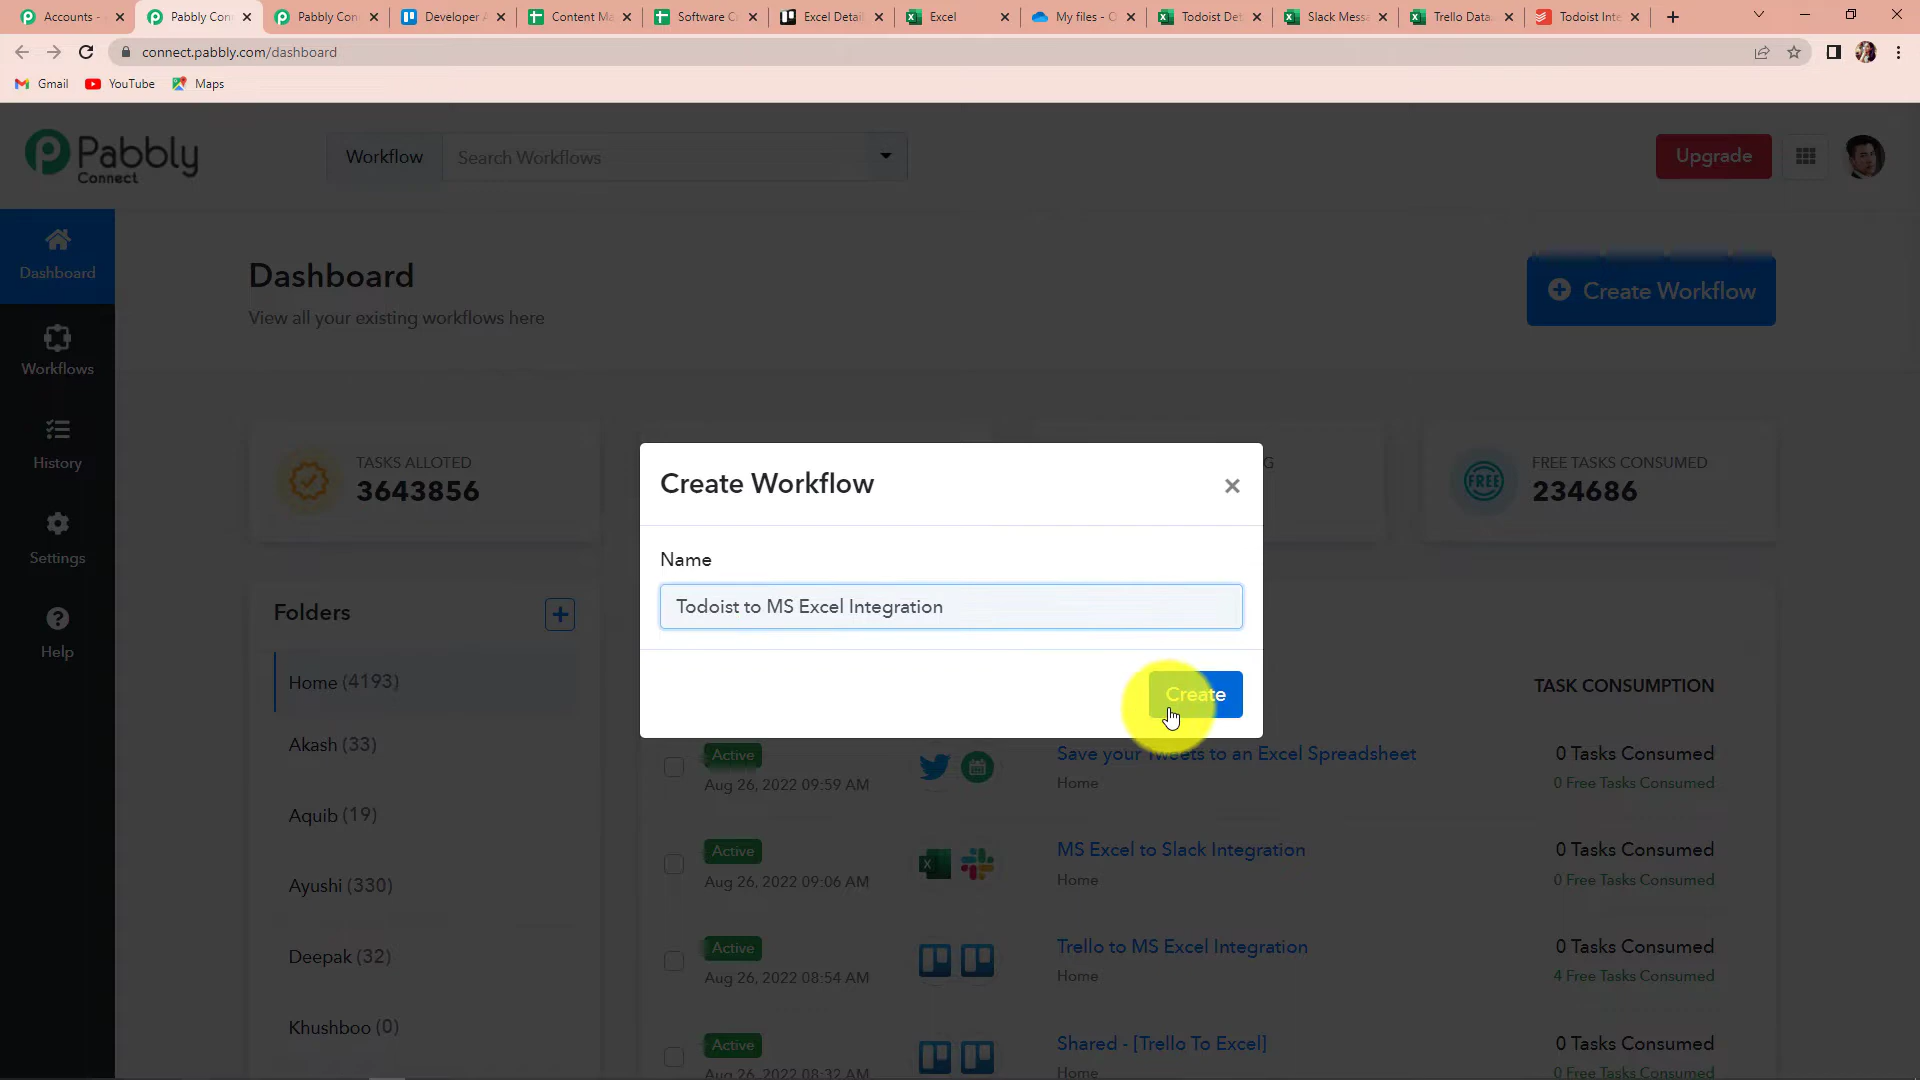 Accounts -
Pabbly Con
Pabbly Con
Developer A
Content Ma
Software C
Excel Detail
Excel
My files - O
Todoist Det
Slack Messa
Trello Data
Todoist Inte
connect.pabbly.com/dashboard
Gmail
YouTube
Maps
Pabbly
Connect
Workflow
Search Workflows
Upgrade
Dashboard
Workflows
History
Settings
Help
Dashboard
View all your existing workflows here
Create Workflow
TASKS ALLOTED
3643856
G
FREE
FREE TASKS CONSUMED
234686
Create Workflow
×
Name
Todoist to MS Excel Integration
Create
Folders
Home (4193)
Akash (33)
Aquib (19)
Ayushi (330)
Deepak (32)
Khushboo (0)
TASK CONSUMPTION
Active
Aug 26, 2022 09:59 AM
Save your Tweets to an Excel Spreadsheet
Home
0 Tasks Consumed
0 Free Tasks Consumed
Active
Aug 26, 2022 09:06 AM
MS Excel to Slack Integration
Home
0 Tasks Consumed
0 Free Tasks Consumed
Active
Aug 26, 2022 08:54 AM
Trello to MS Excel Integration
Home
0 Tasks Consumed
4 Free Tasks Consumed
Active
Aug 26, 2022 08:32 AM
Shared - [Trello To Excel]
Home
0 Tasks Consumed
0 Free Tasks Consumed